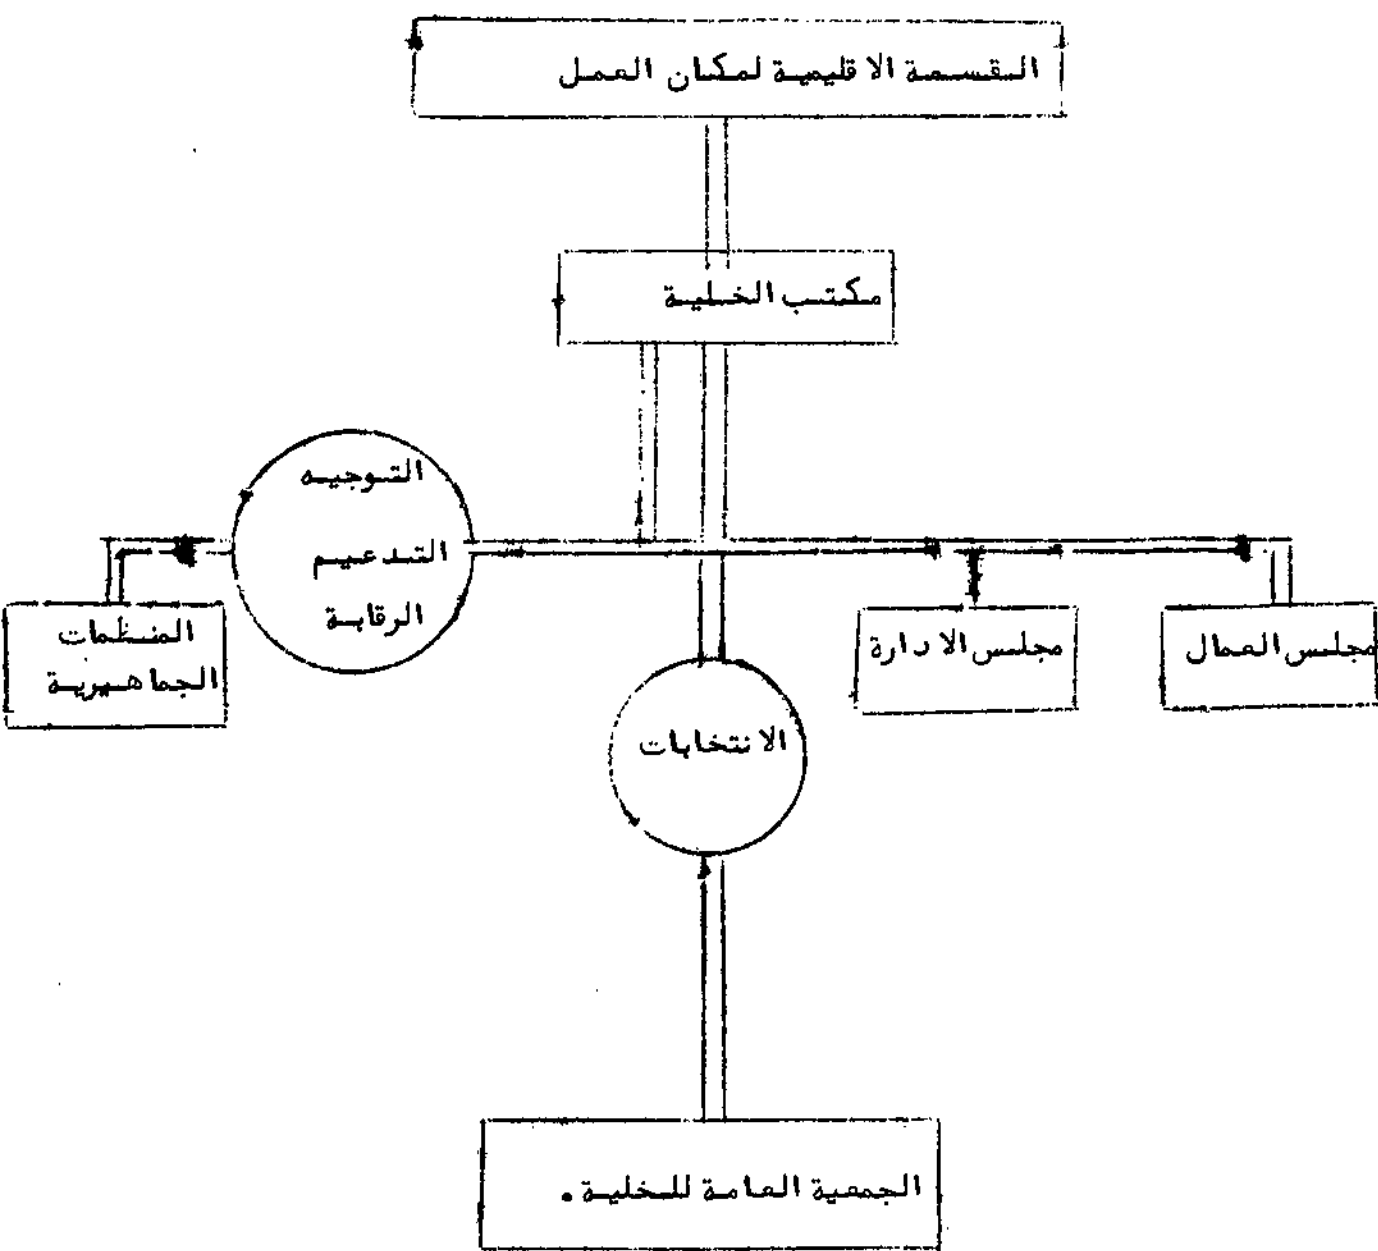 القسمة الاقليمية لمكان العمل
مكتب الخلية
التوجيه
التدعيم
الرقابة
المنظمات
الجماهيرية
مجلس الادارة
مجلس العمال
الانتخابات
الجمعية العامة للخلية .